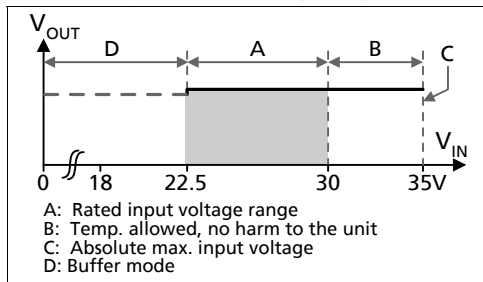 VOUT
D A B C
VIN
0 18 22.5 30 35V
A: Rated input voltage range
B: Temp. allowed, no harm to the unit
C: Absolute max. input voltage
D: Buffer mode